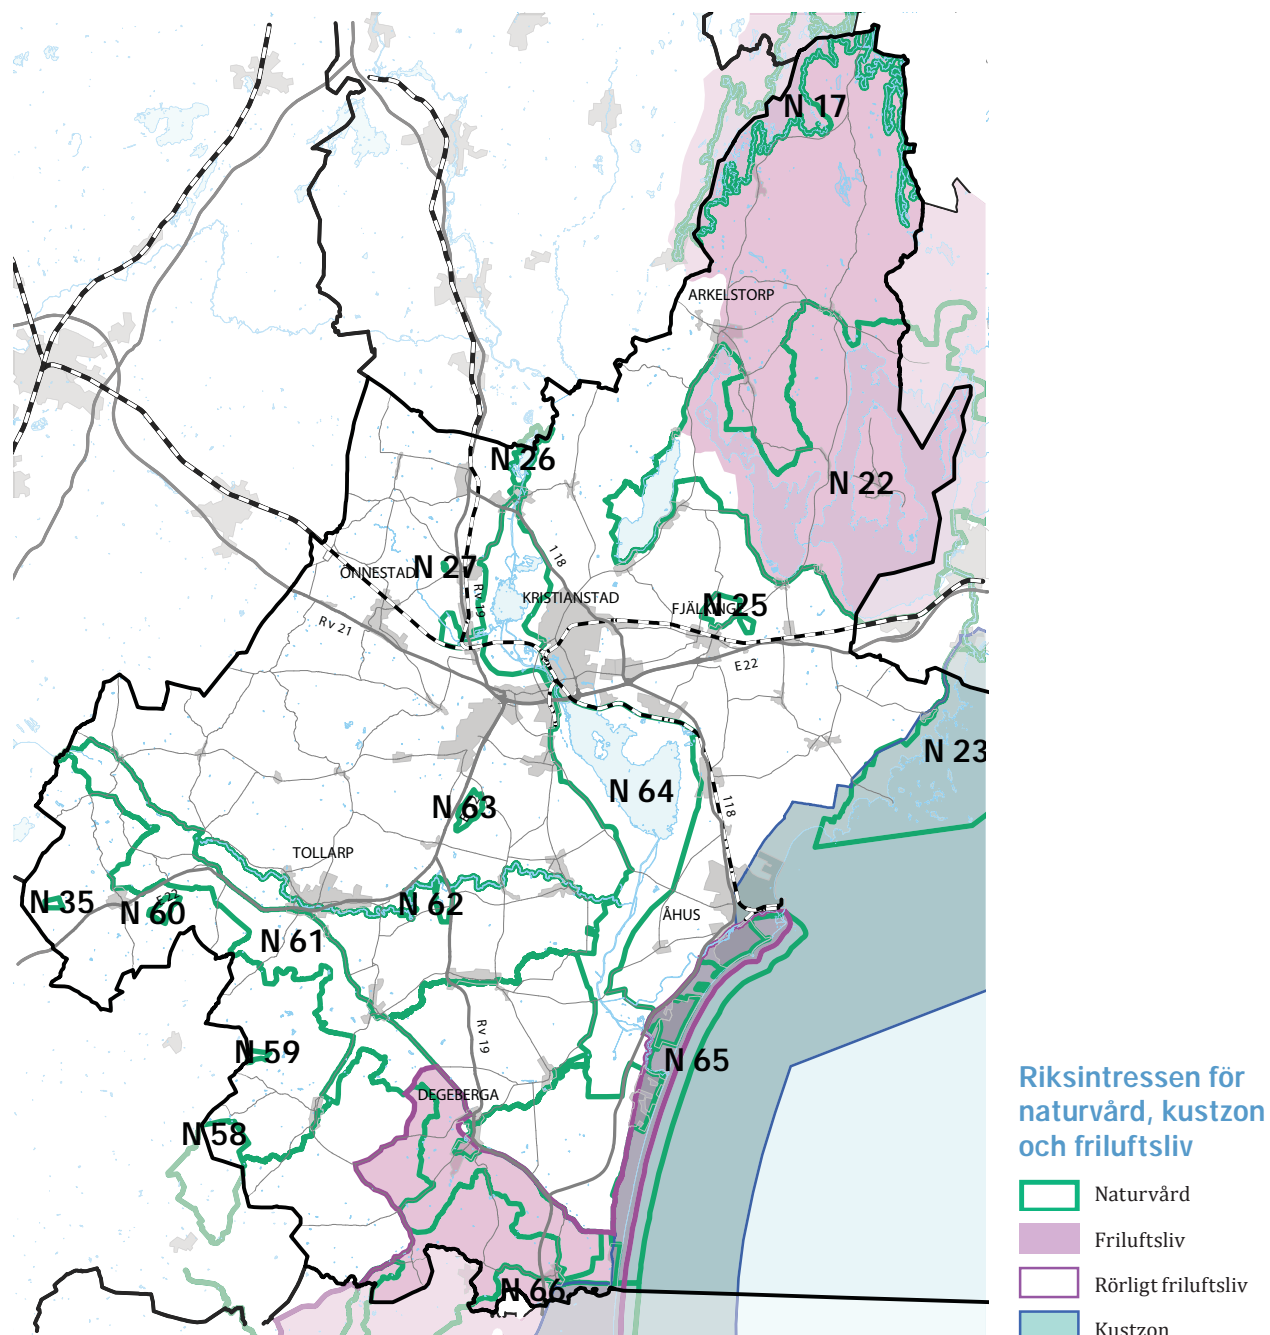 N 17
ARKELSTORP
N 26
N 22
118
ÖNNESTAD
N 27
Rv 19
KRISTIANSTAD
FJÄLKINGE
N 25
Rv 21
E 22
N 23
N 64
N 63
118
TOLLARP
N 35
E 22
N 60
N 62
ÅHUS
N 61
Rv 19
N 59
N 65
DEGEBERGA
N 58
N 66
Riksintressen för
naturvård, kustzon
och friluftsliv
Naturvård
Friluftsliv
Rörligt friluftsliv
Kustzon